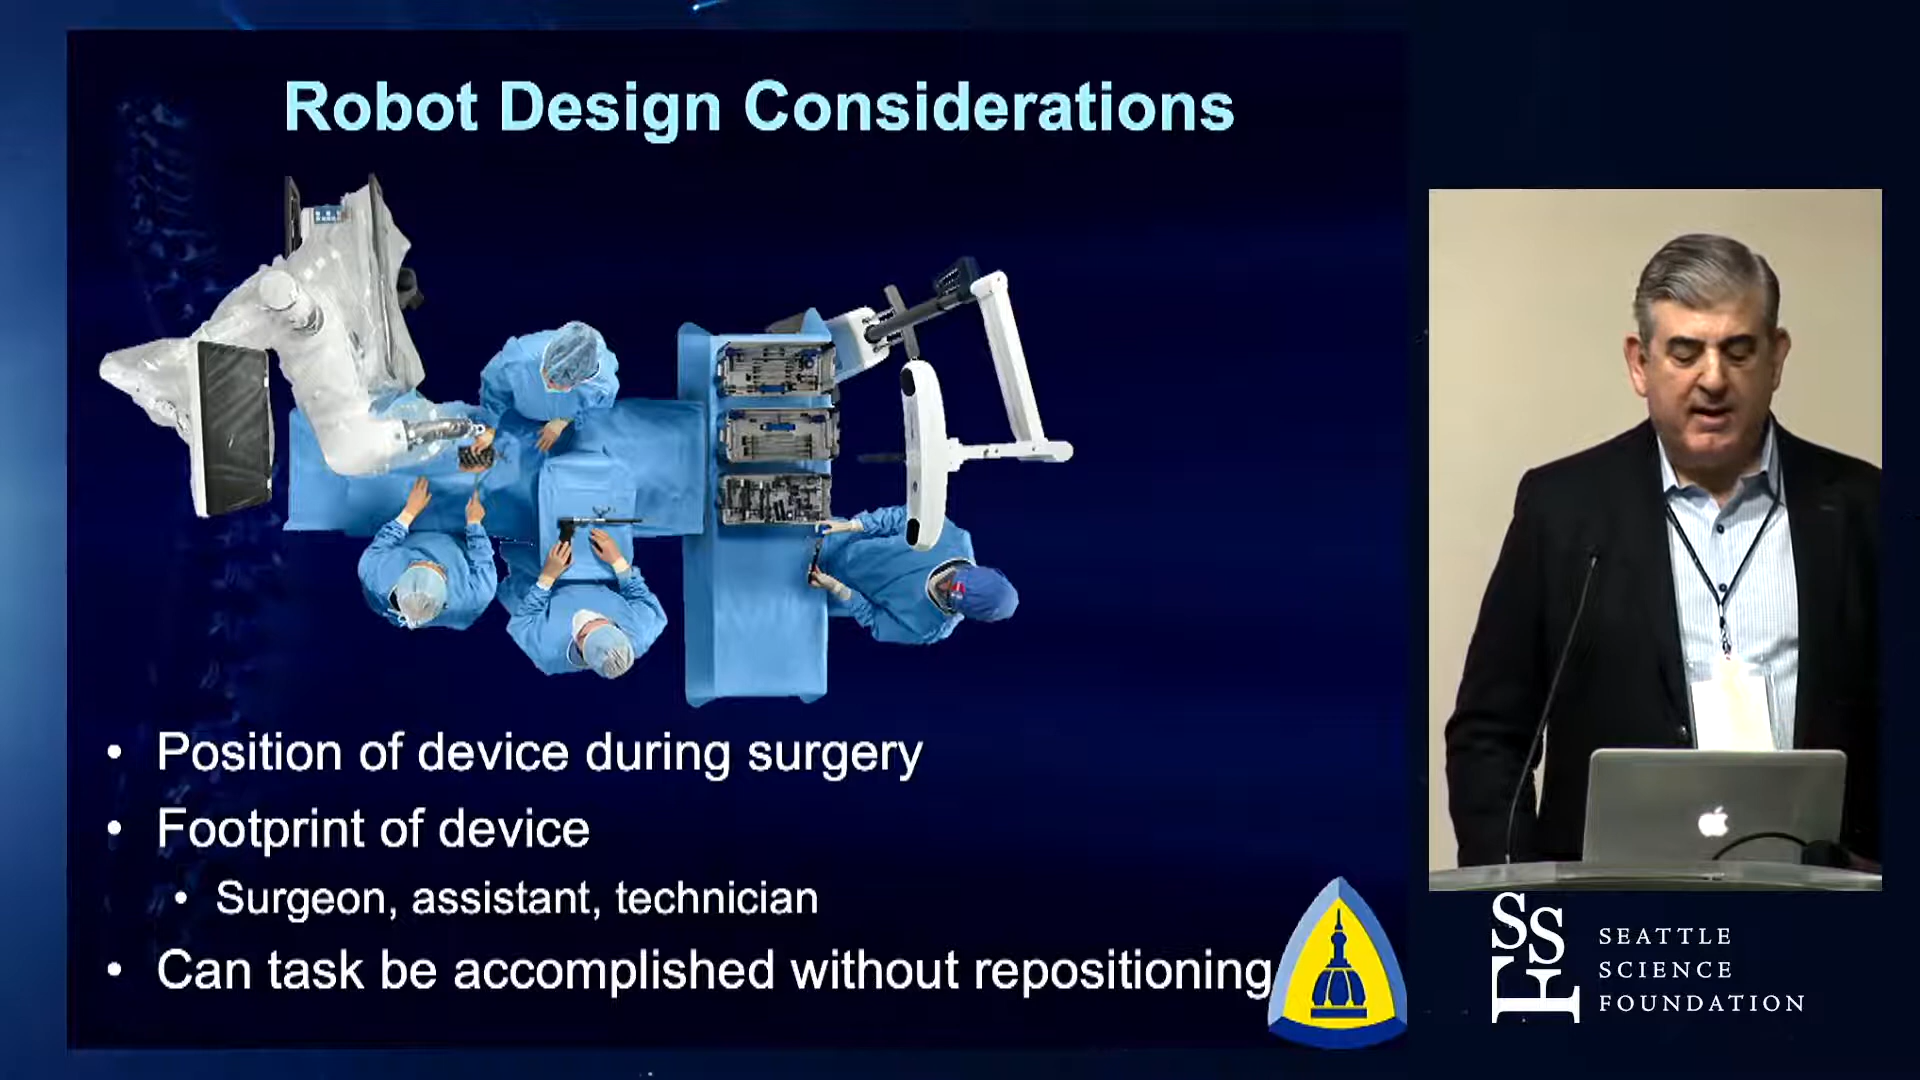 Robot Design Considerations
• Position of device during surgery
• Footprint of device
• Surgeon, assistant, technician
• Can task be accomplished without repositioning
SSF
SEATTLE
SCIENCE
FOUNDATION